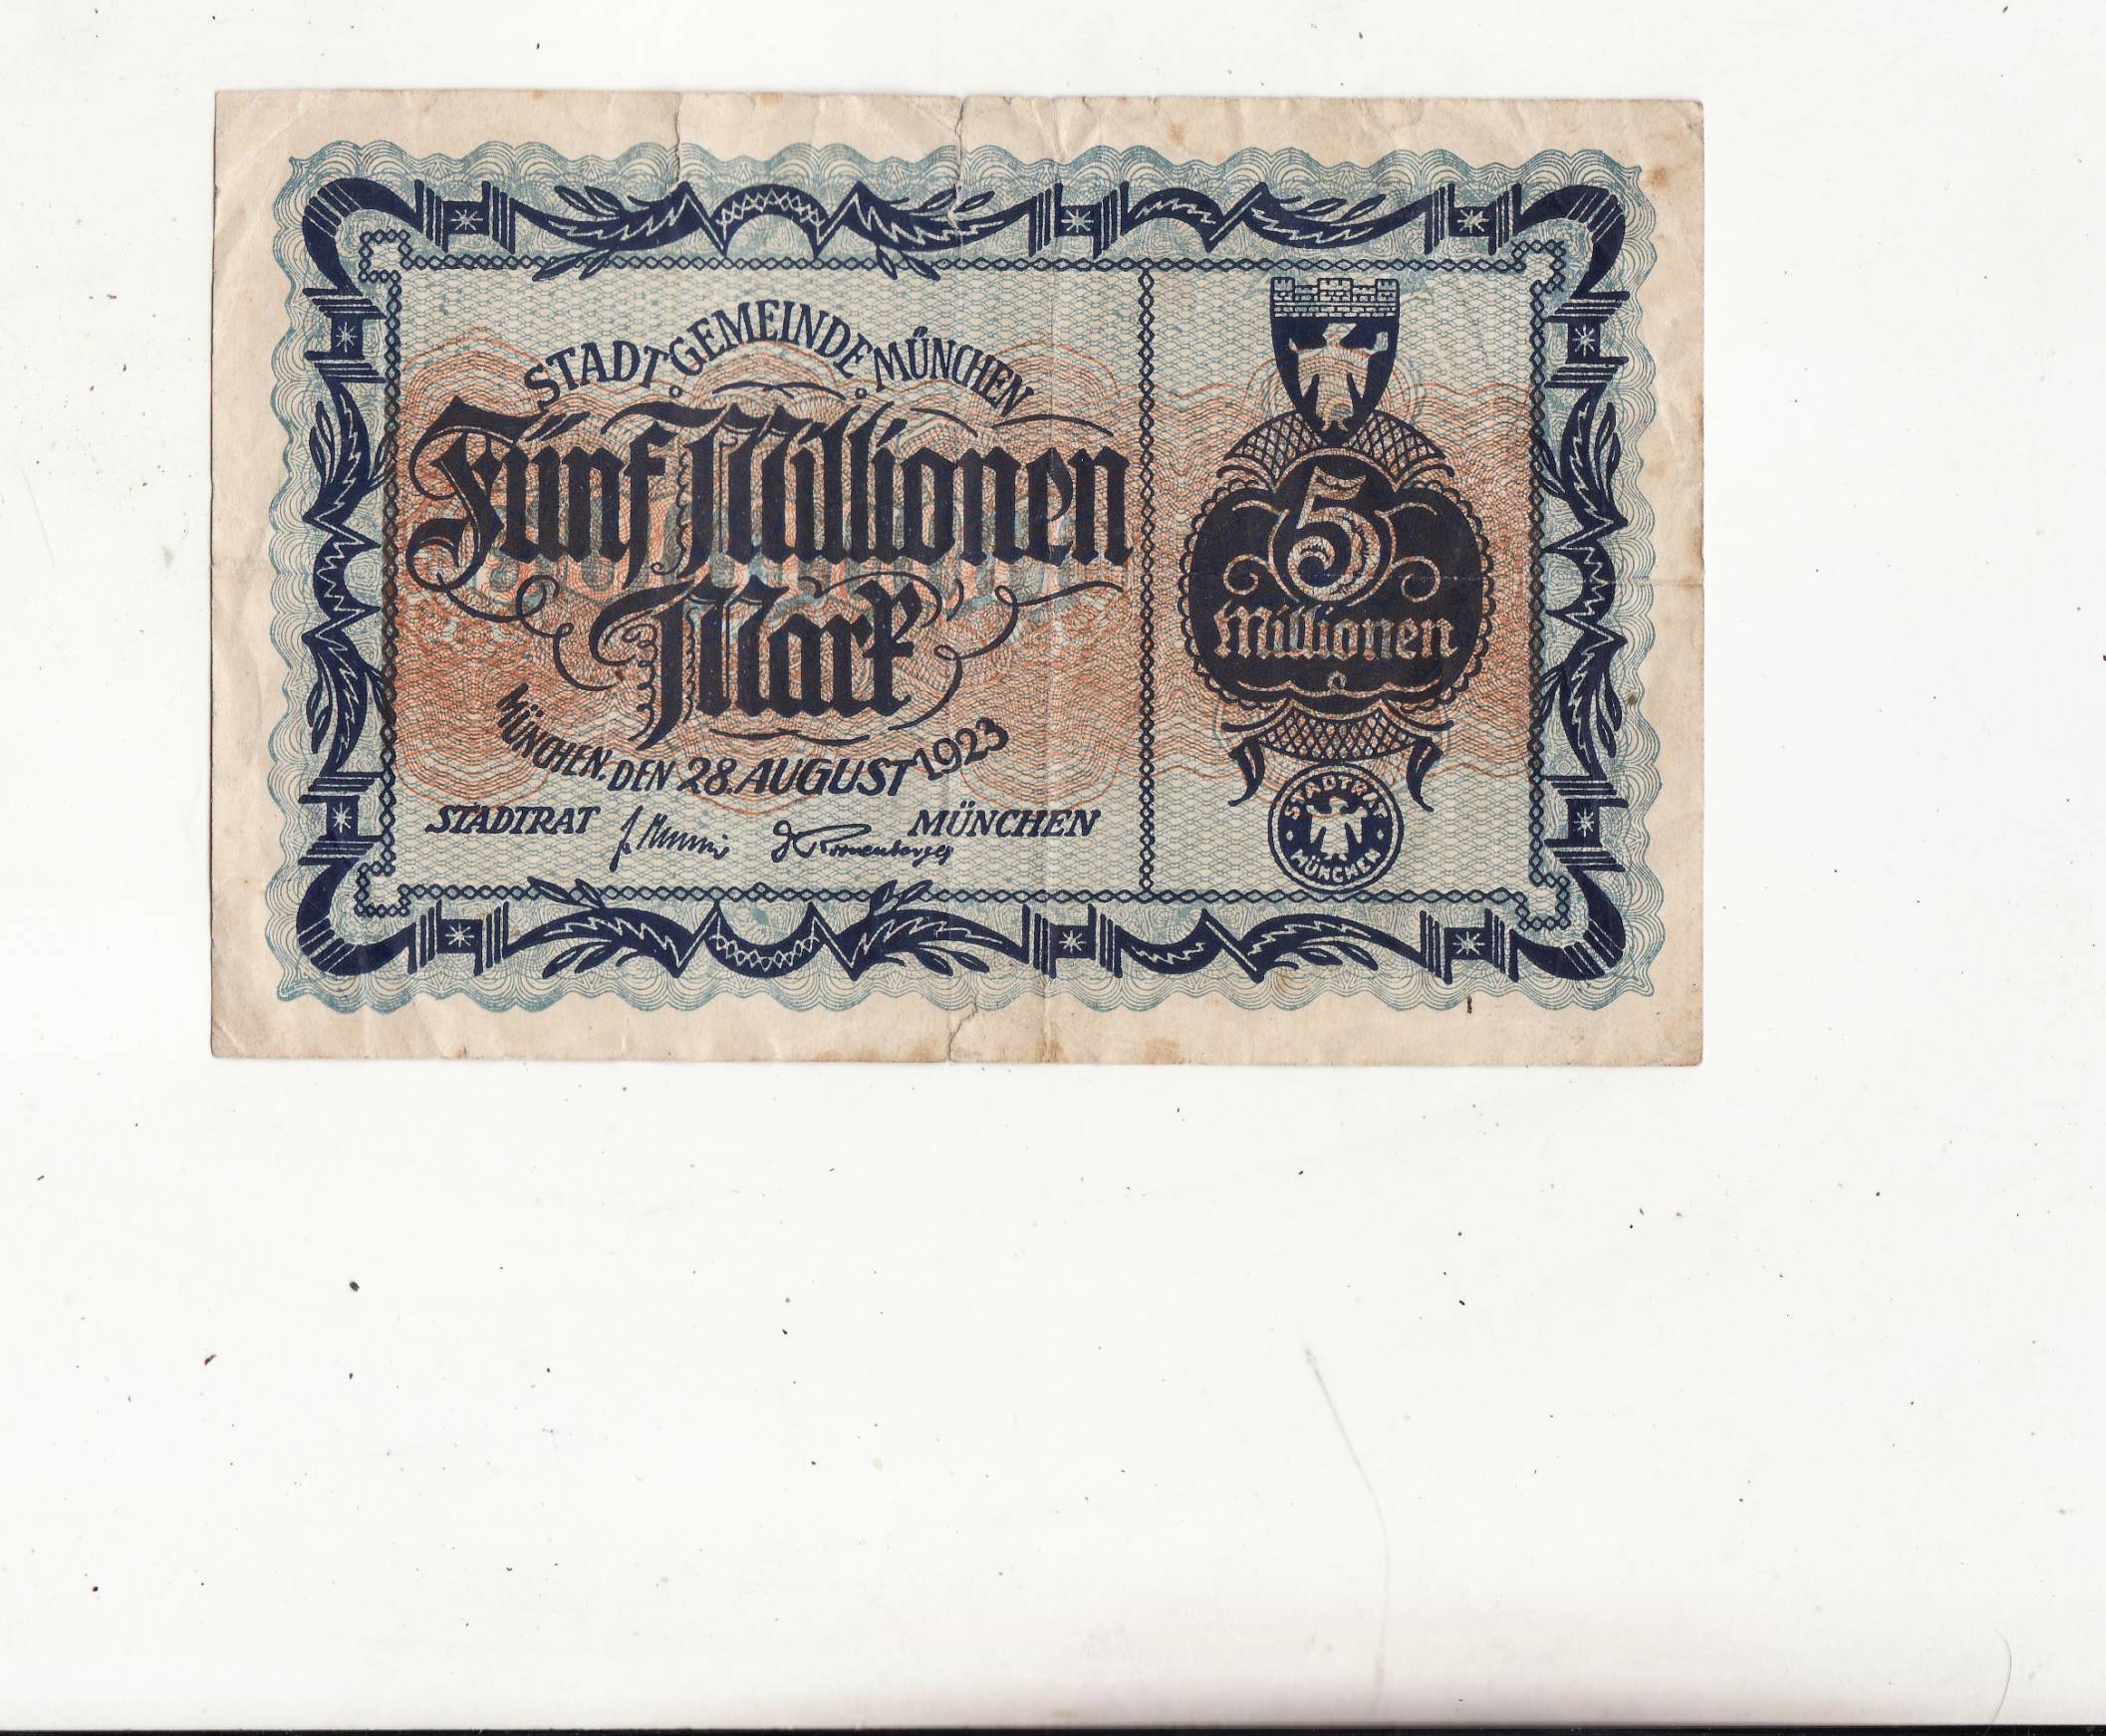 STADT.GEMEINDE.MÜNCHEN
Fünf Millionen
Mark
MÜNCHEN. DEN 28. AUGUST 1923
STADTRAT MÜNCHEN
5
Millionen
STADTRAT
MÜNCHEN